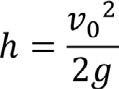 h = v₀² / 2g